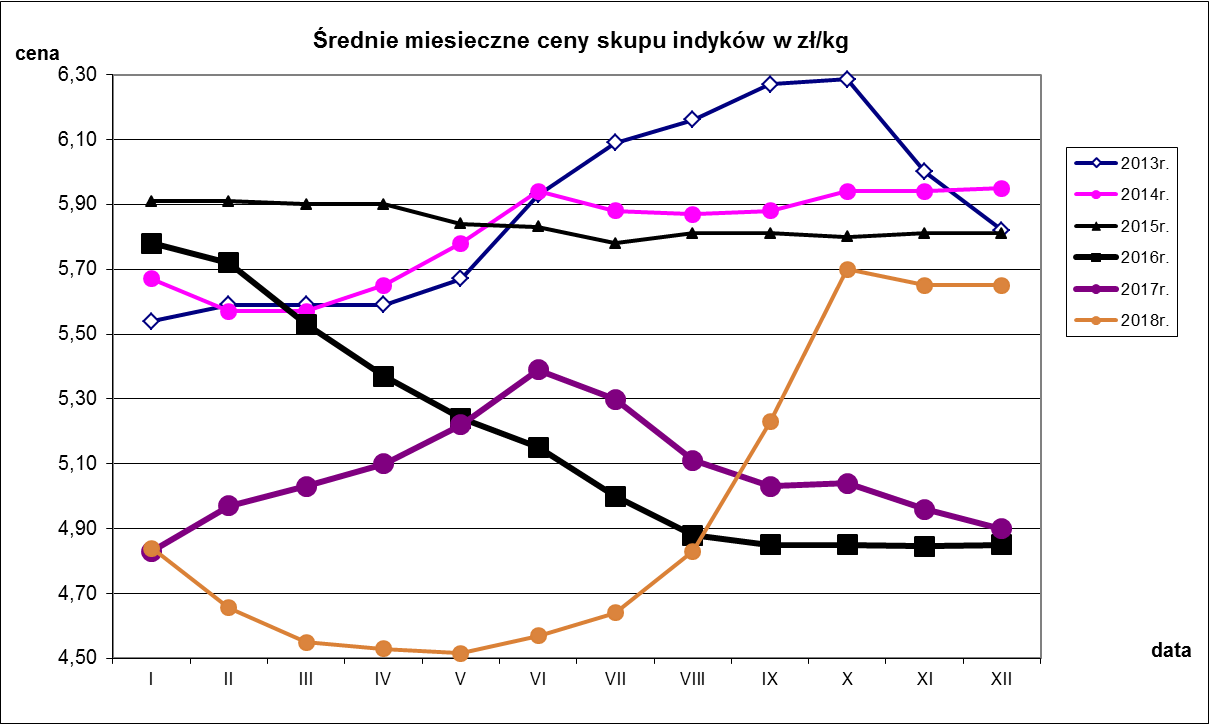 Średnie miesieczne ceny skupu indyków w zł/kg
cena
6,30
6,10
5,90
5,70
5,50
5,30
5,10
4,90
4,70
4,50
I II III IV V VI VII VIII IX X XI XII
data
2013r.
2014r.
2015r.
2016r.
2017r.
2018r.